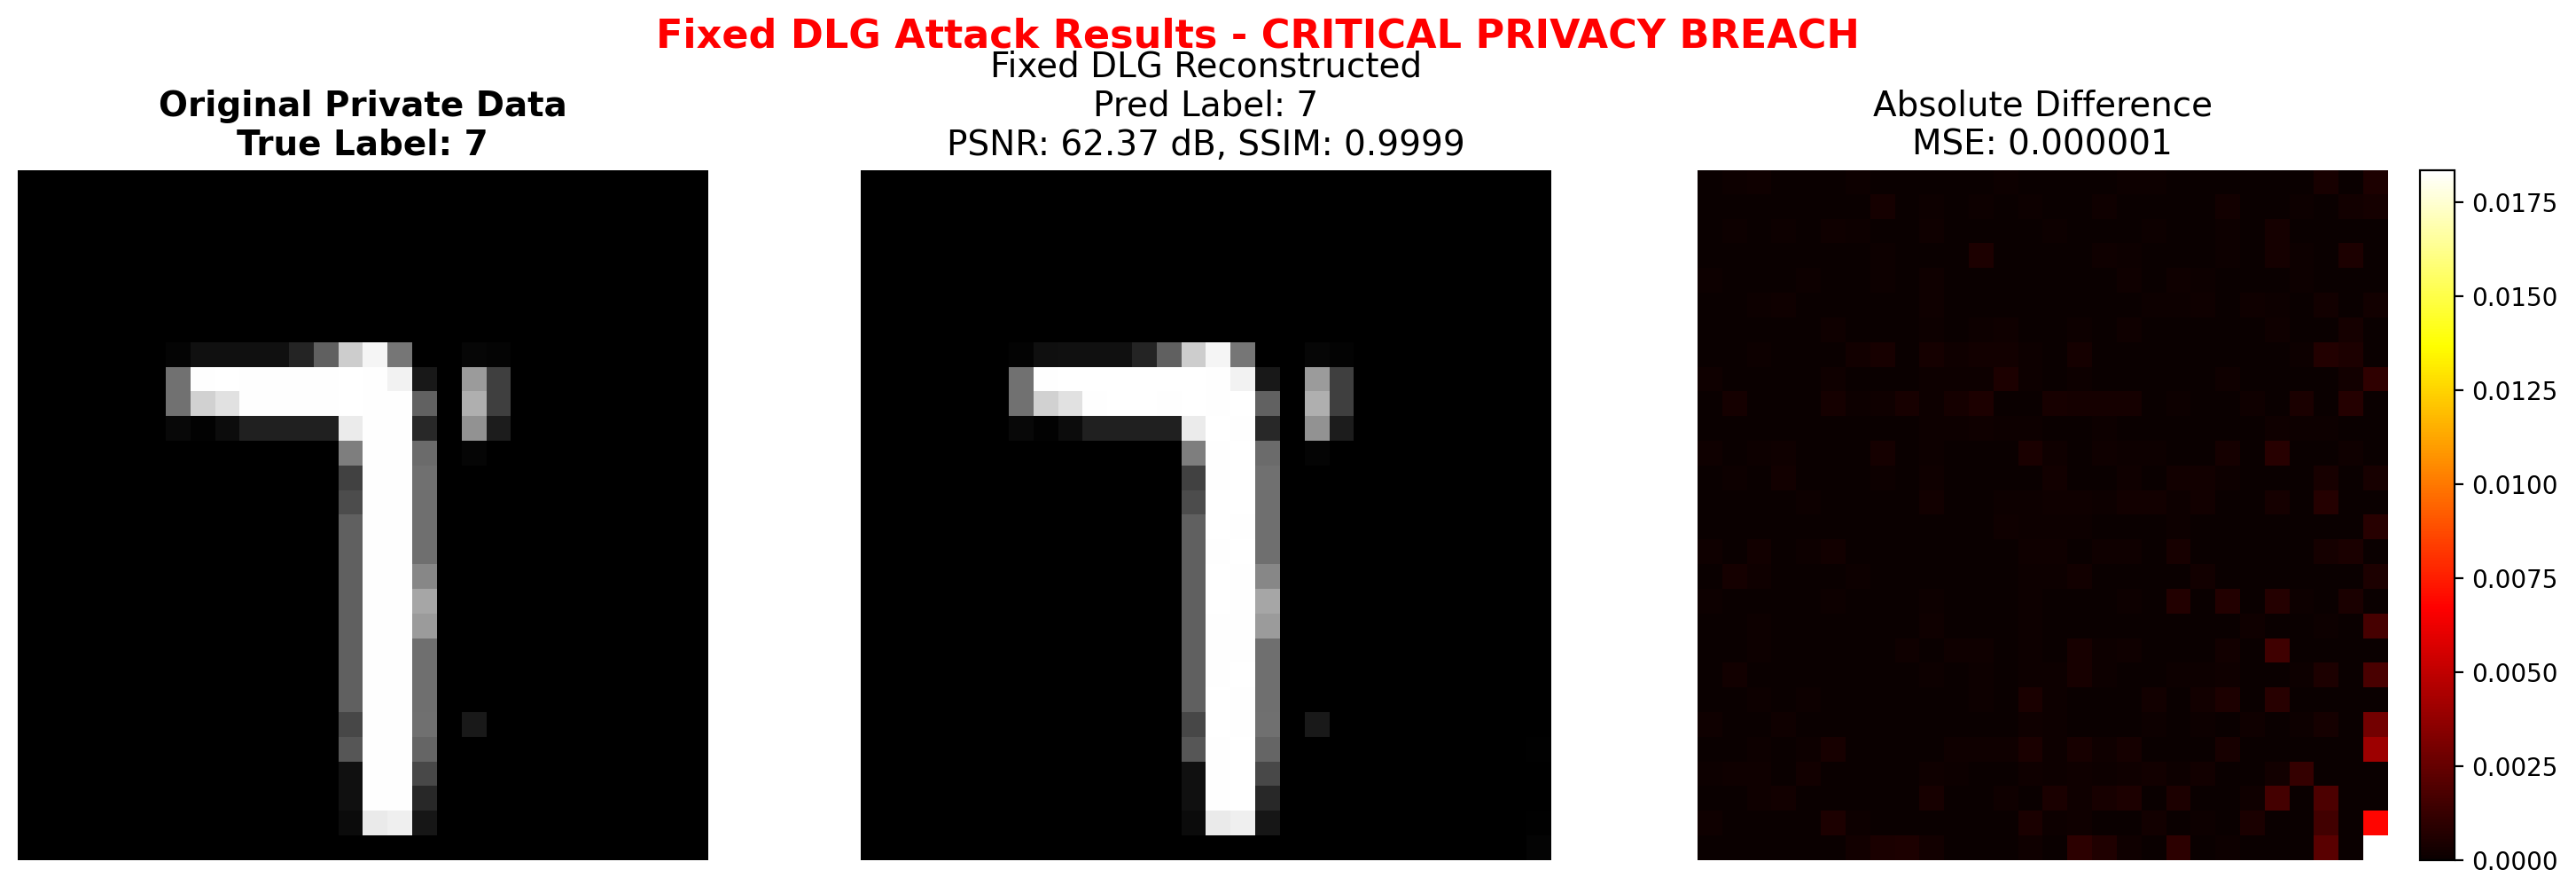 Fixed DLG Attack Results - CRITICAL PRIVACY BREACH
Original Private Data
True Label: 7
Fixed DLG Reconstructed
Pred Label: 7
PSNR: 62.37 dB, SSIM: 0.9999
Absolute Difference
MSE: 0.000001
0.0175
0.0150
0.0125
0.0100
0.0075
0.0050
0.0025
0.0000